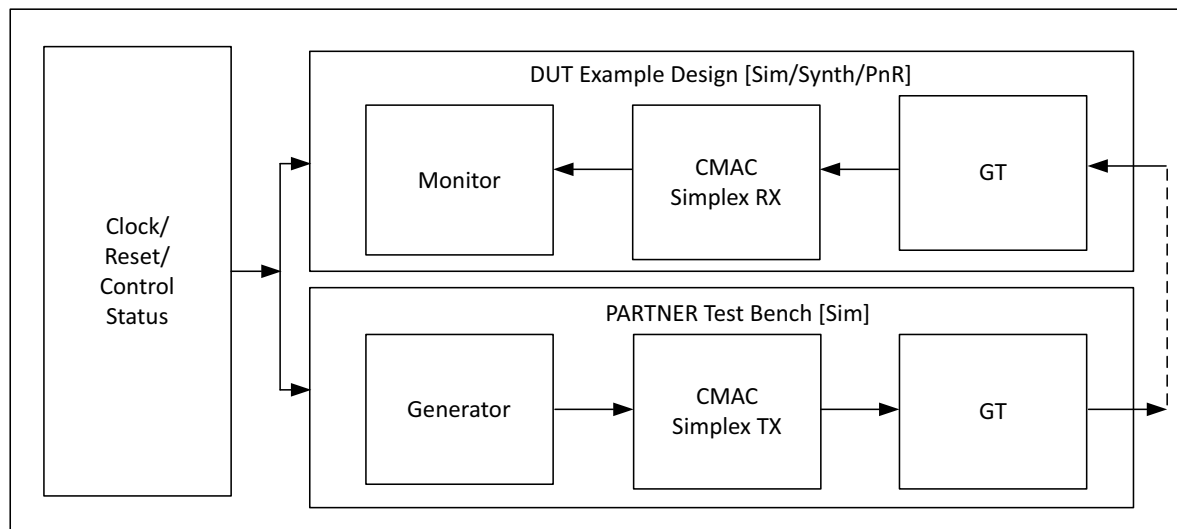 Clock/
Reset/
Control
Status
DUT Example Design [Sim/Synth/PnR]
Monitor
CMAC
Simplex RX
GT
PARTNER Test Bench [Sim]
Generator
CMAC
Simplex TX
GT